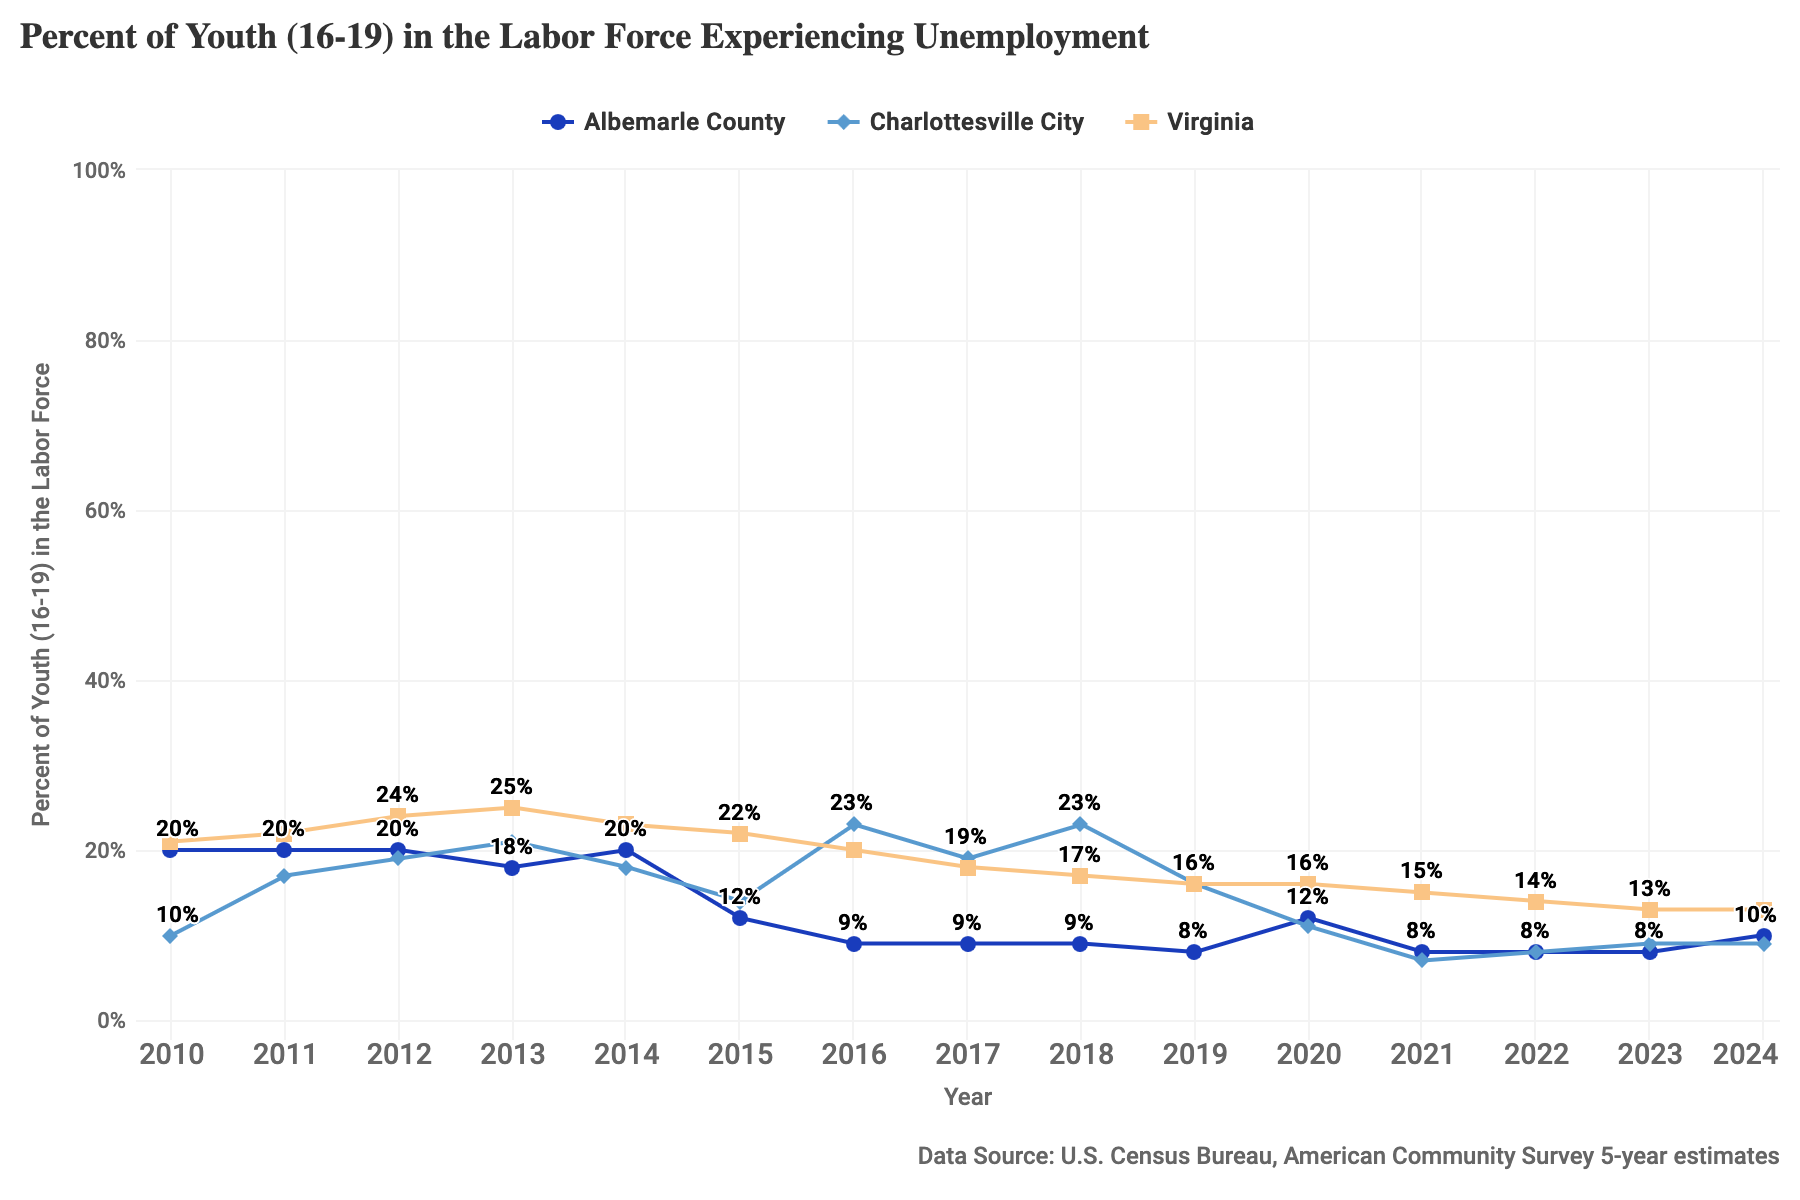 Percent of Youth (16-19) in the Labor Force Experiencing Unemployment
Albemarle County Charlottesville City Virginia
Percent of Youth (16-19) in the Labor Force
100%
80%
60%
40%
20%
0%
20% 20% 24% 25% 20% 22% 23% 19% 23% 16% 16% 15% 14% 13% 10%
10% 20% 18% 12% 9% 9% 17% 8% 12% 8% 8% 8%
9%
2010 2011 2012 2013 2014 2015 2016 2017 2018 2019 2020 2021 2022 2023 2024
Year
Data Source: U.S. Census Bureau, American Community Survey 5-year estimates